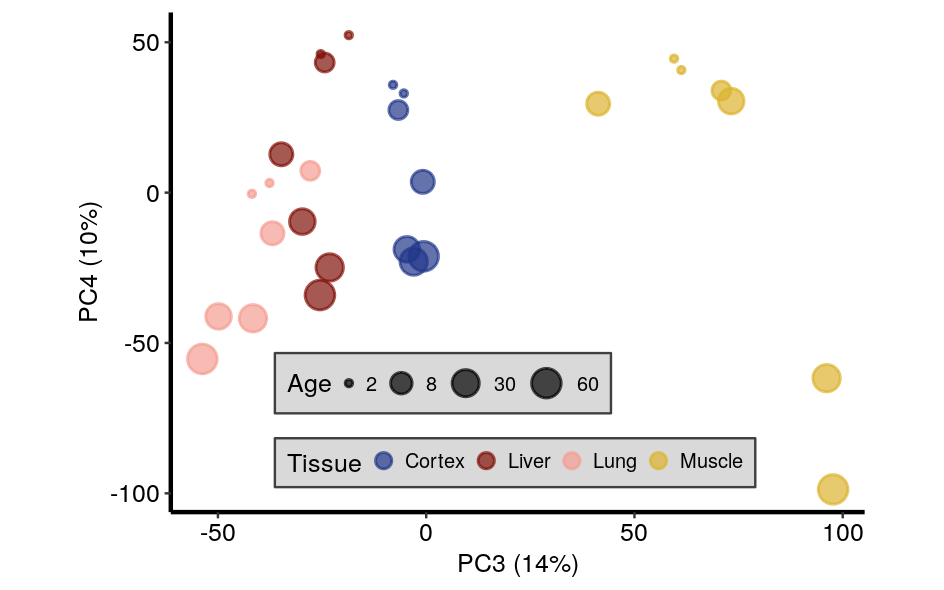 50
0
-50
-100
PC4 (10%)
Age 2 8 30 60
Tissue Cortex Liver Lung Muscle
-50 0 50 100
PC3 (14%)